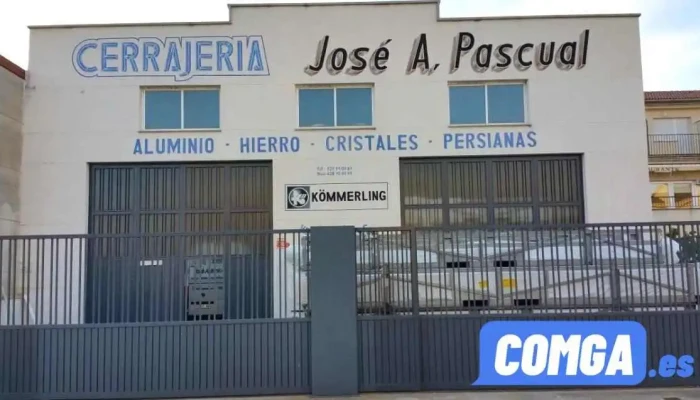 CERRAJERIA José A. Pascual
ALUMINIO · HIERRO · CRISTALES · PERSIANAS
KÖMMERLING
COMGA.es